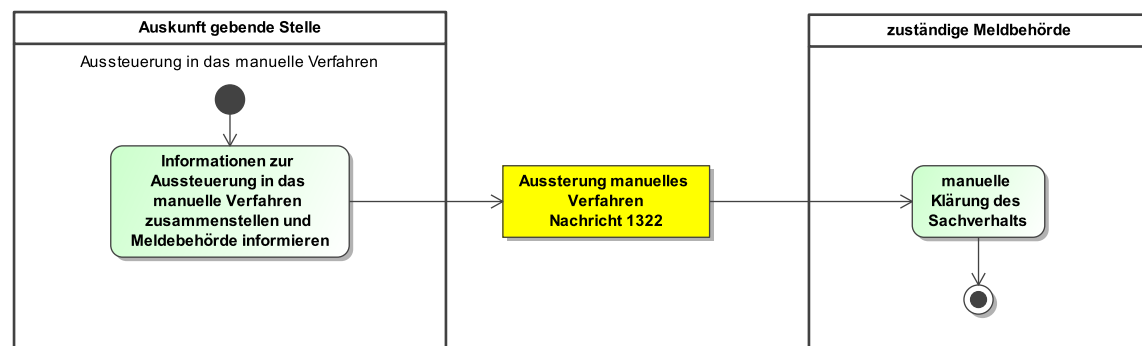 Auskunft gebende Stelle
zuständige Meldbehörde
Aussteuerung in das manuelle Verfahren
Informationen zur
Aussteuerung in das
manuelle Verfahren
zusammenstellen und
Meldebehörde informieren
Aussterung manuelles
Verfahren
Nachricht 1322
manuelle
Klärung des
Sachverhalts